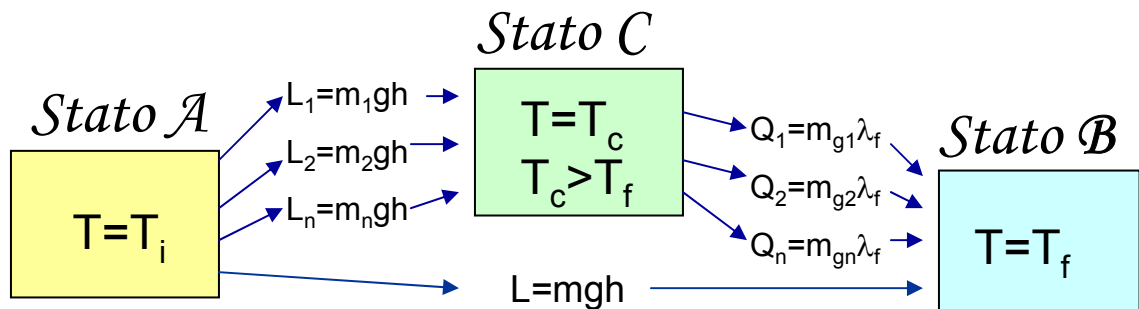 Stato A
T=Ti
L1=m1gh
L2=m2gh
Ln=mngh
Stato C
T=Tc
Tc>Tf
Q1=mg1λf
Q2=mg2λf
Qn=mgnλf
L=mgh
Stato B
T=Tf